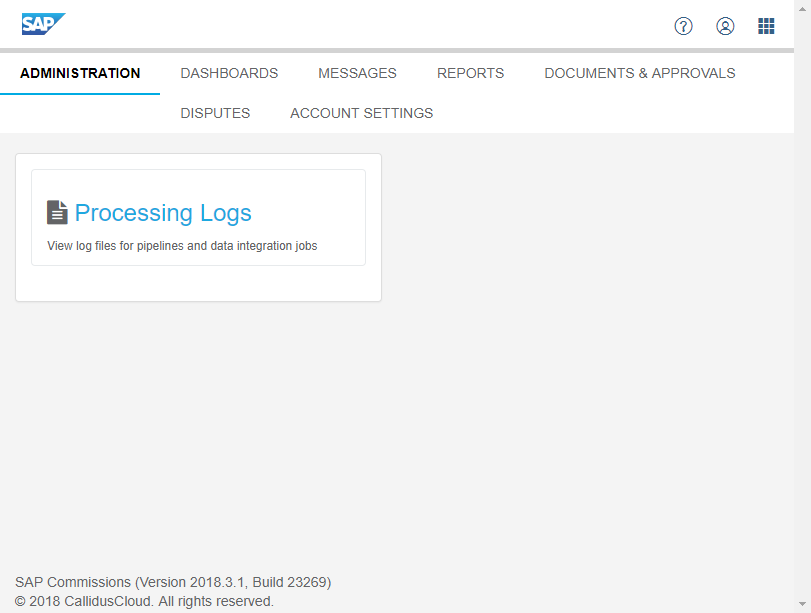 SAP
ADMINISTRATION DASHBOARDS MESSAGES REPORTS DOCUMENTS & APPROVALS
DISPUTES ACCOUNT SETTINGS
Processing Logs
View log files for pipelines and data integration jobs
SAP Commissions (Version 2018.3.1, Build 23269)
© 2018 CallidusCloud. All rights reserved.